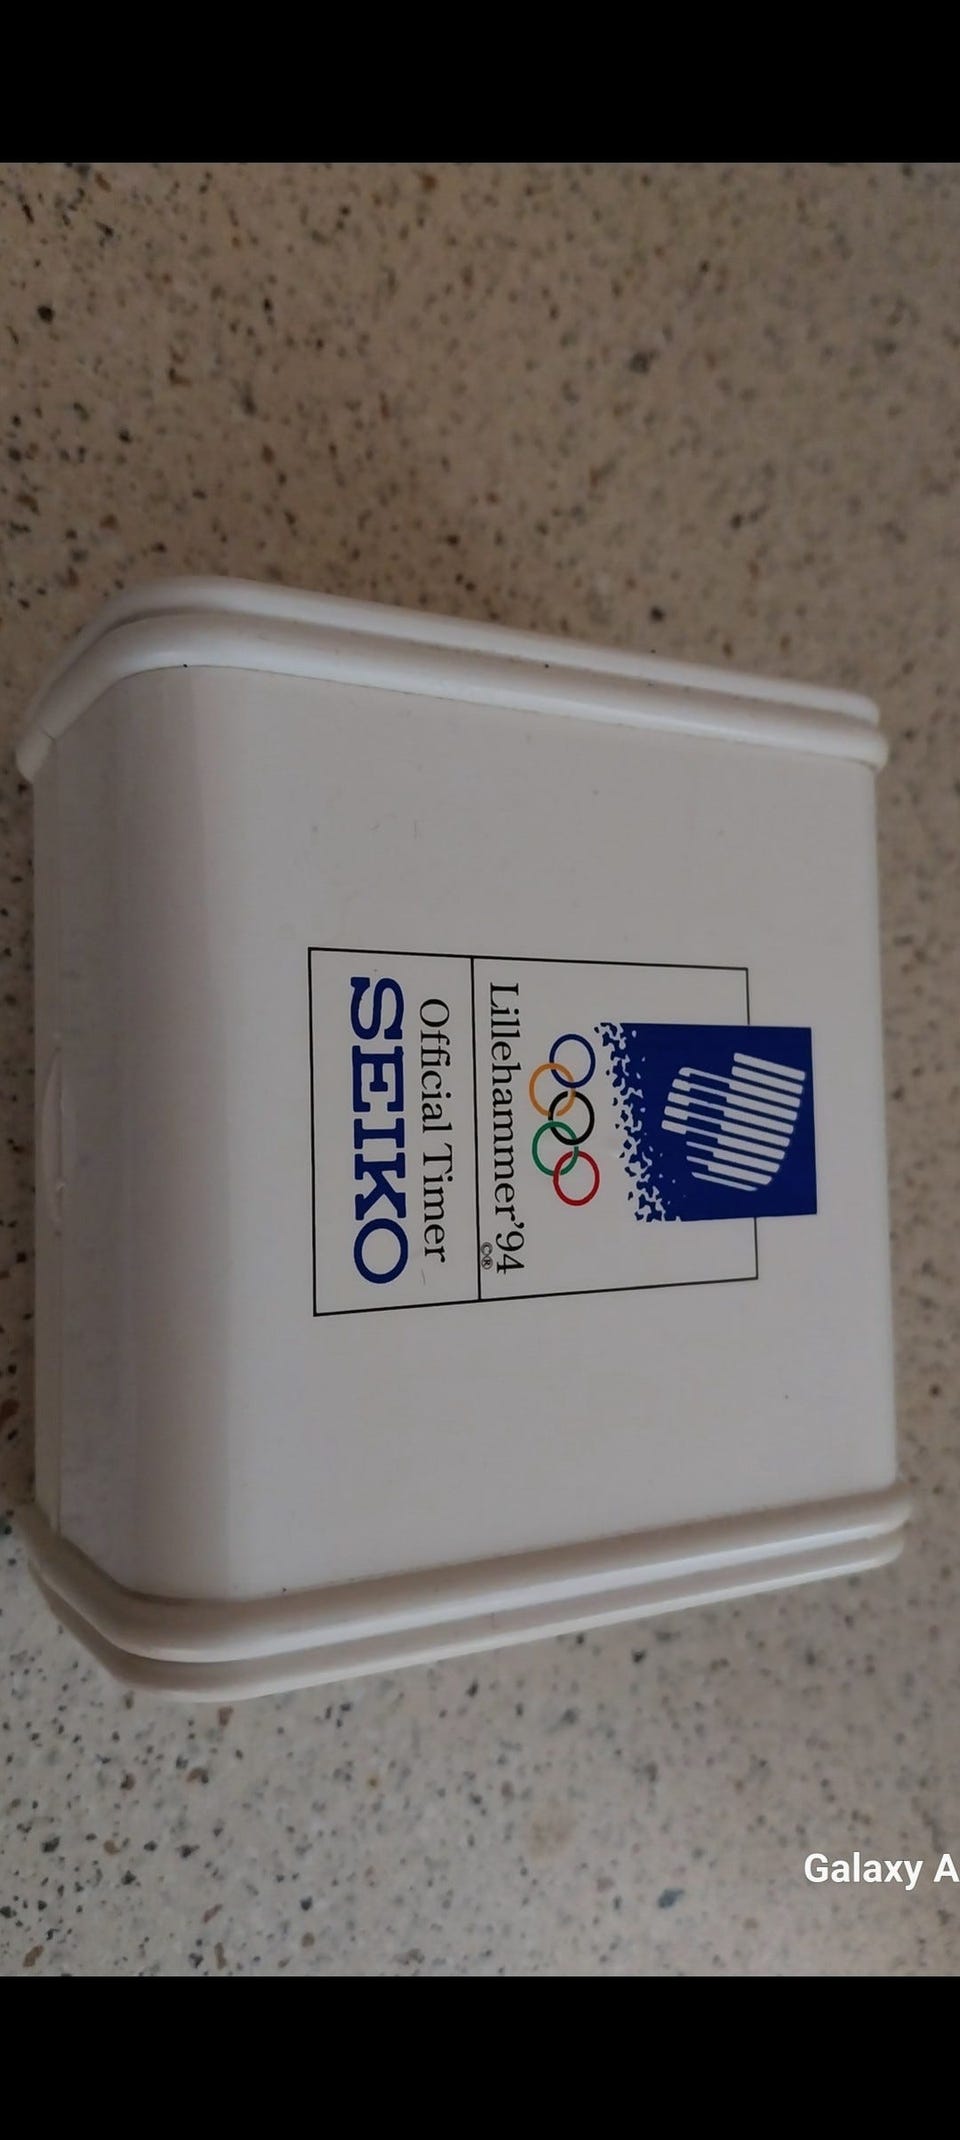 Lillehammer'94
©®
Official Timer
SEIKO
Galaxy A